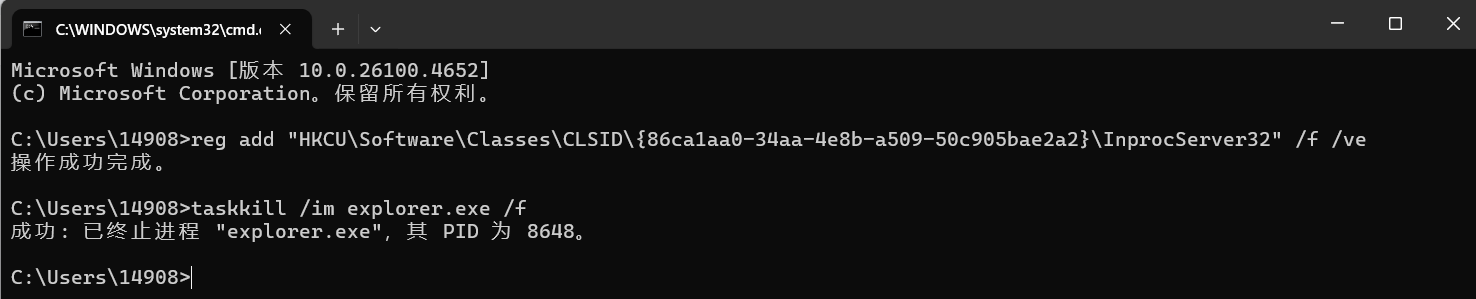 C:\WINDOWS\system32\cmd.e
Microsoft Windows [版本 10.0.26100.4652]
(c) Microsoft Corporation。保留所有权利。
C:\Users\14908>reg add "HKCU\Software\Classes\CLSID\{86ca1aa0-34aa-4e8b-a509-50c905bae2a2}\InprocServer32" /f /ve
操作成功完成。
C:\Users\14908>taskkill /im explorer.exe /f
成功: 已终止进程 "explorer.exe"，其 PID 为 8648。
C:\Users\14908>